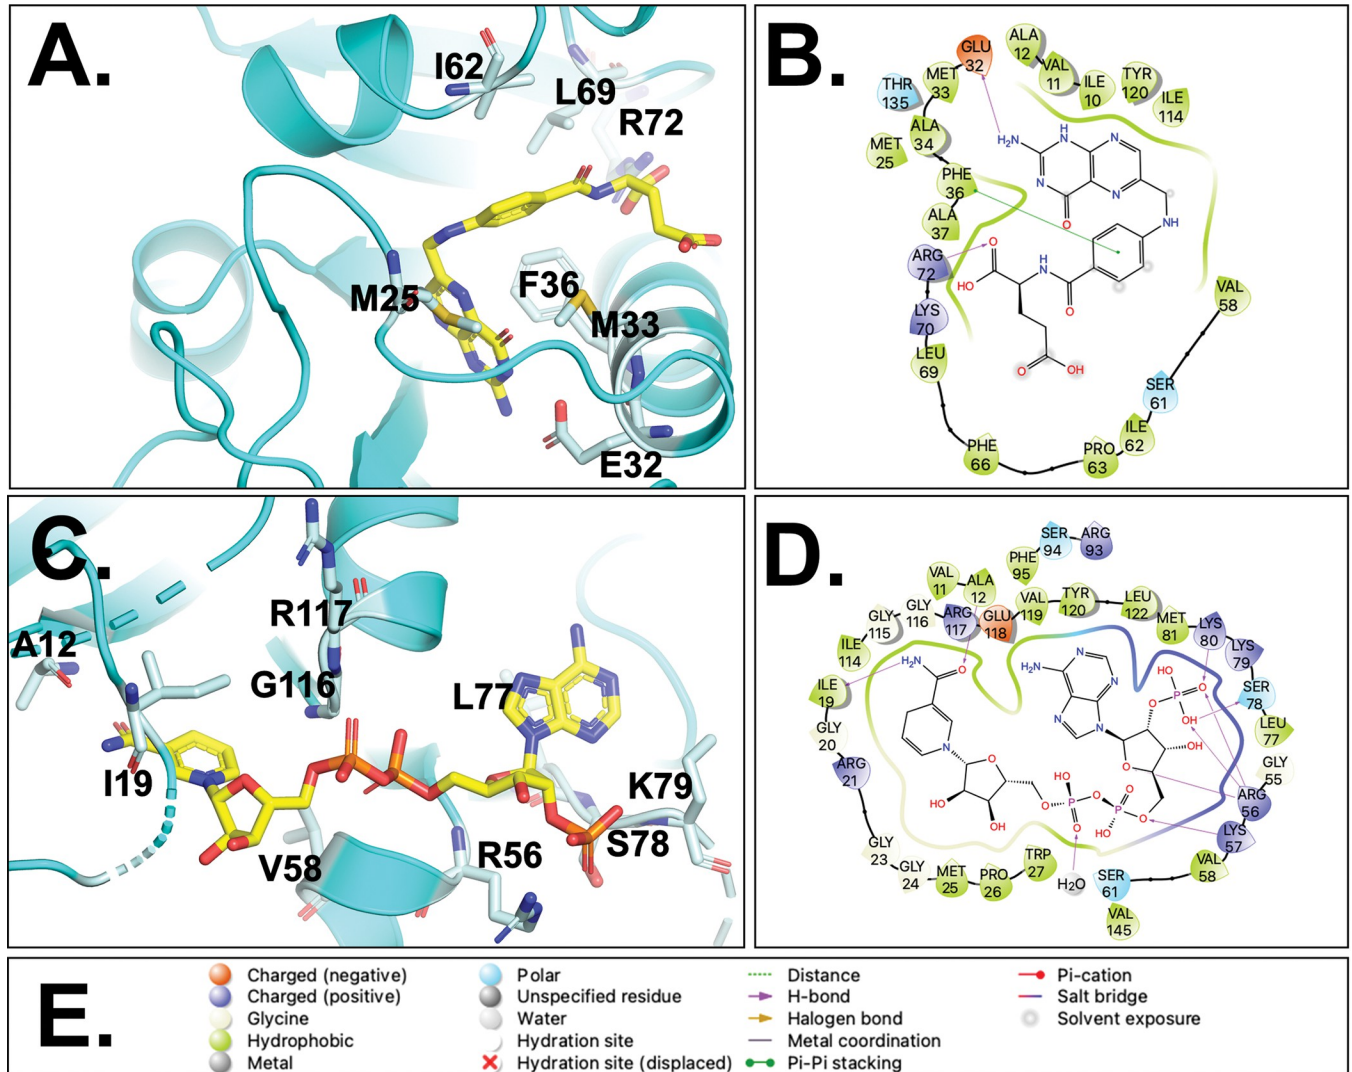 A.
I62
L69
R72
M25
F36
M33
E32
B.
ALA
12
GLU
32
VAL
11
MET
33
ILE
10
TYR
120
THR
135
ILE
114
ALA
34
MET
25
H2N
H
N
N
N
N
N
O
PHE
36
ALA
37
NH
ARG
72
O
H
N
HO
O
LYS
70
VAL
58
LEU
69
O
OH
SER
61
ILE
62
PHE
66
PRO
63
C.
R117
A12
G116
L77
I19
K79
V58
R56
S78
D.
SER
94
ARG
93
PHE
95
VAL
11
ALA
12
GLY
116
ARG
117
GLU
118
VAL
119
TYR
120
LEU
122
MET
81
LYS
80
GLY
115
LYS
79
ILE
114
H2N
O
H2N
N
N
N
N
HO
P
O
OH
O
SER
78
ILE
19
LEU
77
GLY
20
N
OH
O
GLY
55
ARG
21
O
HO
OH
O
HO
P
O
O
P
O
HO
O
ARG
56
LYS
57
GLY
23
GLY
24
MET
25
PRO
26
TRP
27
H2O
SER
61
VAL
58
VAL
145
E.
Charged (negative)
Charged (positive)
Glycine
Hydrophobic
Metal
Polar
Unspecified residue
Water
Hydration site
Hydration site (displaced)
Distance
H-bond
Halogen bond
Metal coordination
Pi-Pi stacking
Pi-cation
Salt bridge
Solvent exposure